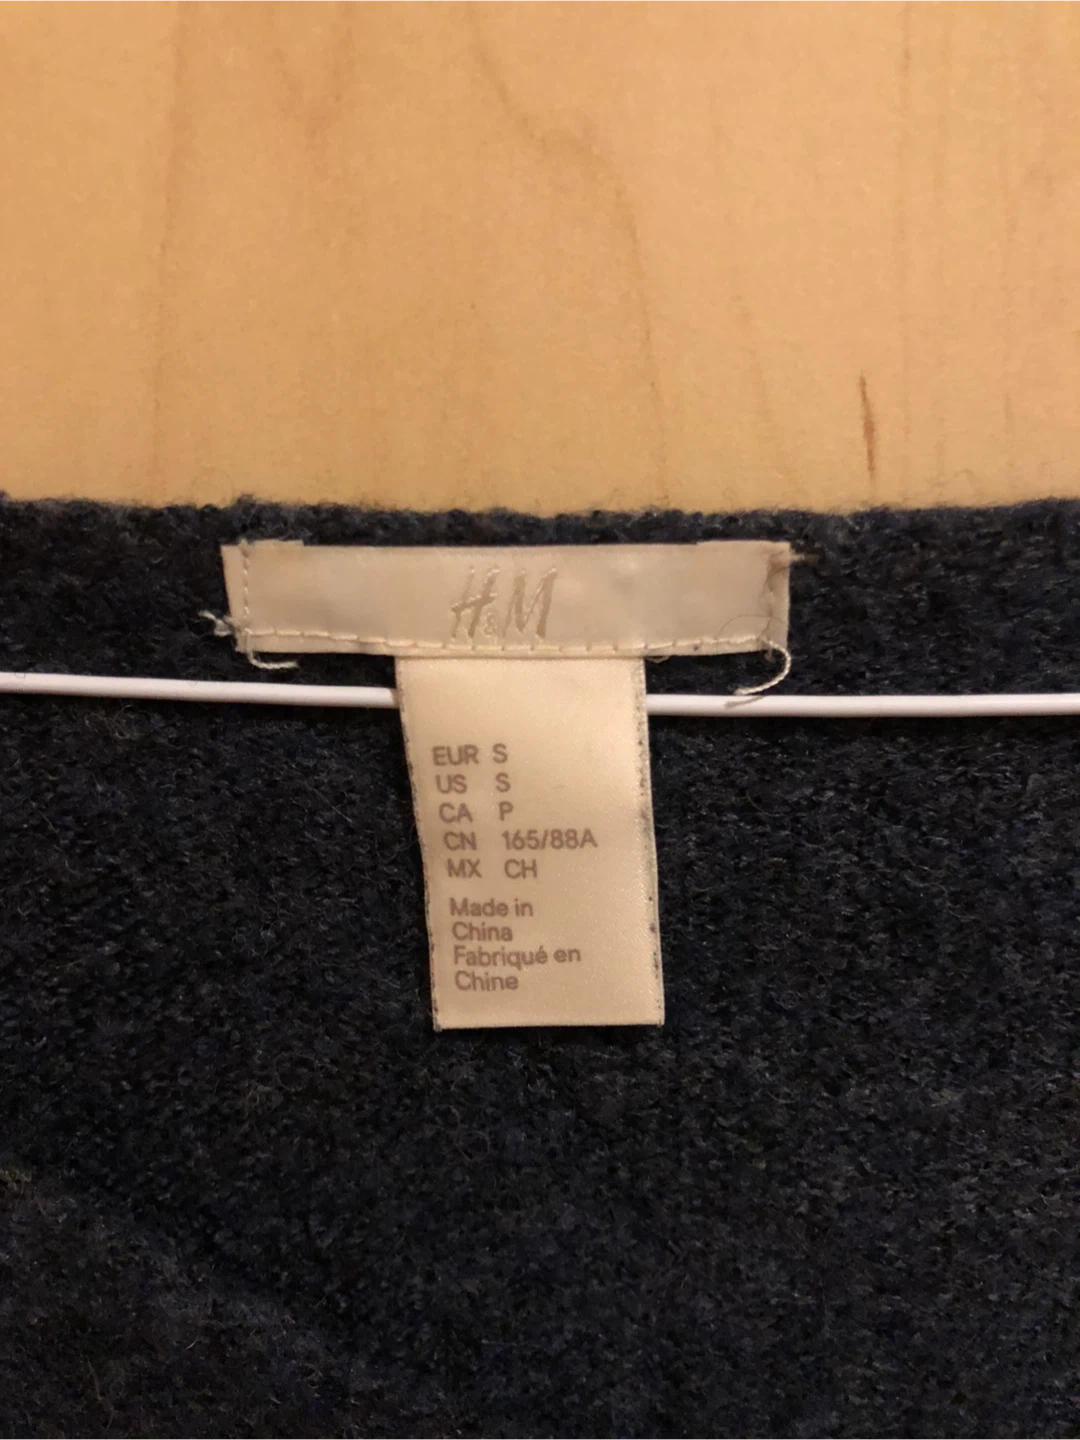 H&M
EUR S
US S
CA P
CN 165/88A
MX CH
Made in
China
Fabriqué en
Chine